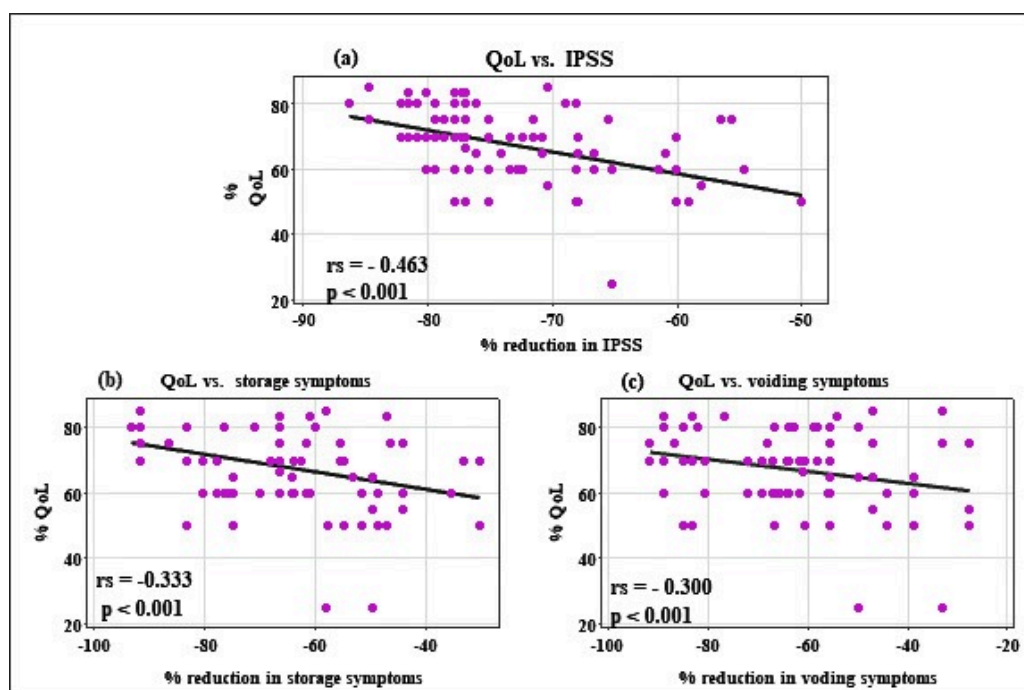 (a)
QoL vs. IPSS
80
60
40
20
%
QoL
rs = - 0.463
p < 0.001
-90
-80
-70
-60
-50
% reduction in IPSS
(b)
QoL vs. storage symptoms
80
60
40
20
% QoL
rs = -0.333
p < 0.001
-100
-80
-60
-40
% reduction in storage symptoms
(c)
QoL vs. voiding symptoms
80
60
40
20
% QoL
rs = - 0.300
p < 0.001
-100
-80
-60
-40
-20
% reduction in voding symptoms